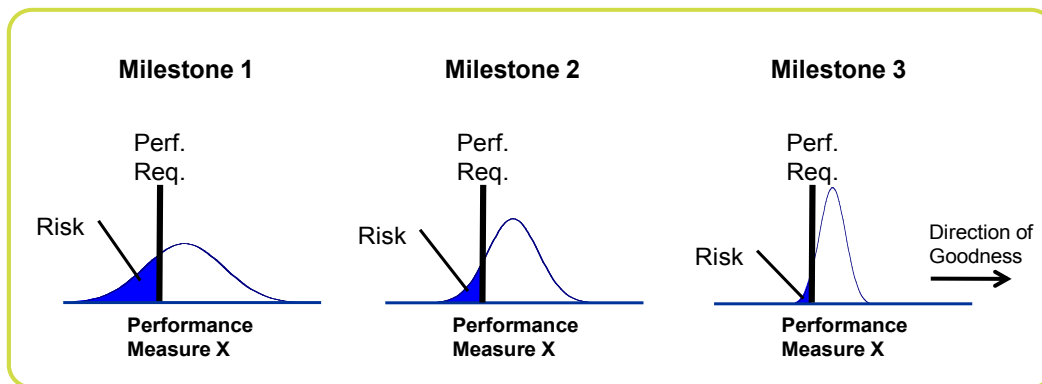 Milestone 1
Milestone 2
Milestone 3
Perf.
Req.
Risk
Performance
Measure X
Perf.
Req.
Risk
Performance
Measure X
Perf.
Req.
Risk
Performance
Measure X
Direction of
Goodness